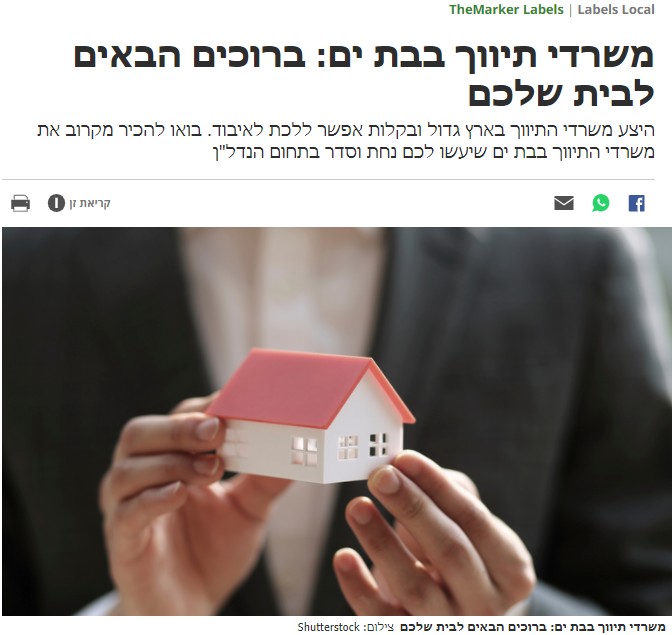 TheMarker Labels | Labels Local
משרדי תיווך בבת ים: ברוכים הבאים
לבית שלכם
היצע משרדי התיווך בארץ גדול ובקלות אפשר ללכת לאיבוד. בואו להכיר מקרוב את
משרדי התיווך בבת ים שיעשו לכם נחת וסדר בתחום הנדל"ן
קריאת זן
משרדי תיווך בבת ים: ברוכים הבאים לבית שלכם צילום: Shutterstock